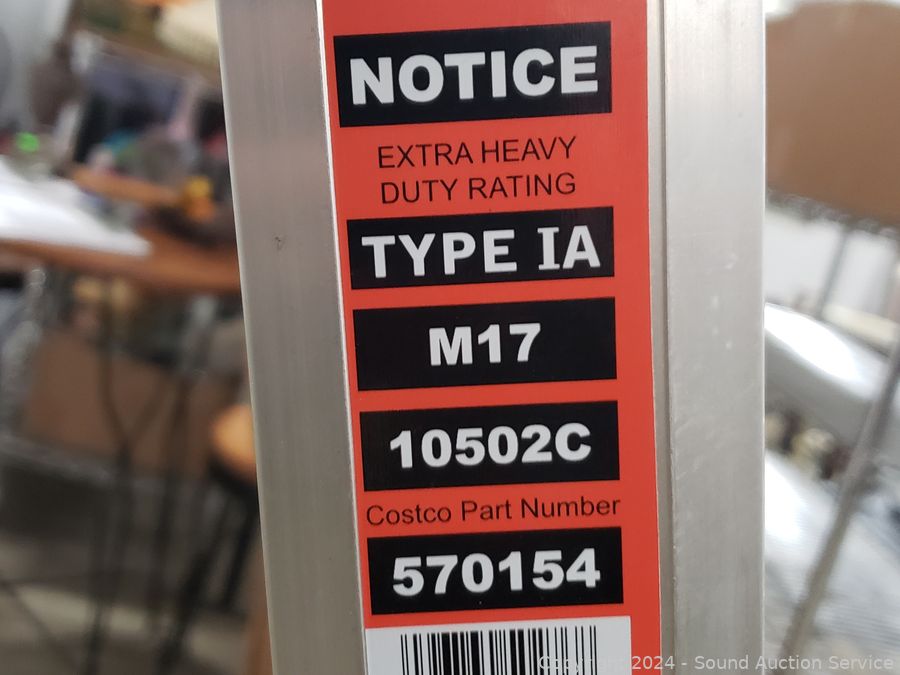 NOTICE
EXTRA HEAVY
DUTY RATING
TYPE IA
M17
10502C
Costco Part Number
570154
Copyright 2024 - Sound Auction Service